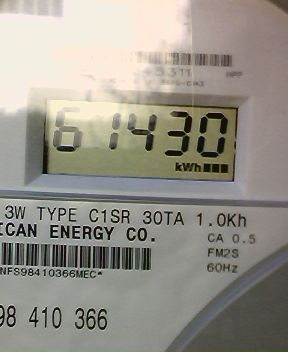 61430
kWh
3W TYPE C1SR 30TA 1.0Kh
ICAN ENERGY CO.
CA 0.5
FM2S
NFS98410366MEC*
60Hz
98 410 366